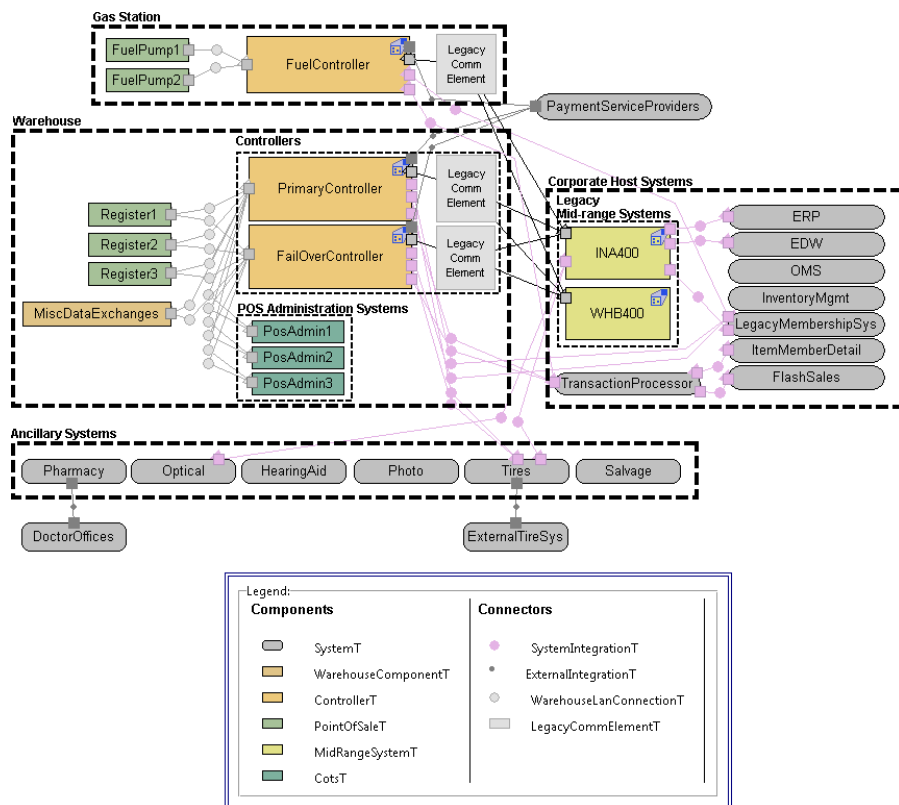 Gas Station
FuelPump1
FuelPump2
FuelController
Legacy
Comm
Element
PaymentServiceProviders
Warehouse
Controllers
PrimaryController
Legacy
Comm
Element
FailOverController
Legacy
Comm
Element
Register1
Register2
Register3
MiscDataExchanges
POS Administration Systems
PosAdmin1
PosAdmin2
PosAdmin3
Corporate Host Systems
Legacy
Mid-range Systems
INA400
WHB400
ERP
EDW
OMS
InventoryMgmt
LegacyMembershipSys
ItemMemberDetail
FlashSales
TransactionProcessor
Ancillary Systems
Pharmacy
Optical
HearingAid
Photo
Tires
Salvage
DoctorOffices
ExternalTireSys
Legend:
Components
SystemT
WarehouseComponentT
ControllerT
PointOfSaleT
MidRangeSystemT
CotsT
Connectors
SystemIntegrationT
ExternalIntegrationT
WarehouseLanConnectionT
LegacyCommElementT